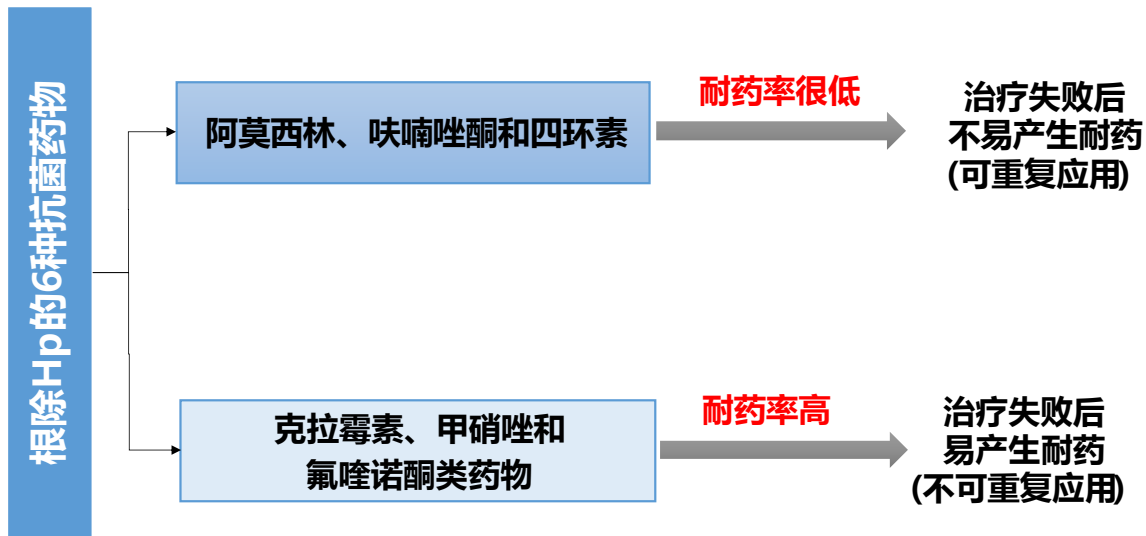 根除Hp的6种抗菌药物
阿莫西林、呋喃唑酮和四环素
耐药率很低
治疗失败后
不易产生耐药
(可重复应用)
克拉霉素、甲硝唑和
氟喹诺酮类药物
耐药率高
治疗失败后
易产生耐药
(不可重复应用)